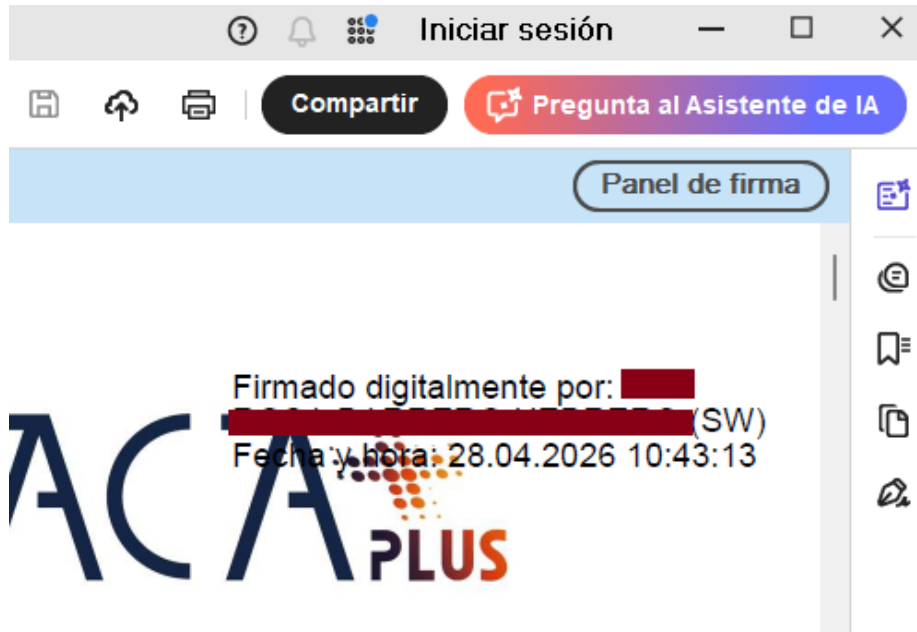 Iniciar sesión
Compartir
Pregunta al Asistente de IA
Panel de firma
Firmado digitalmente por:
(SW)
Fecha y hora: 28.04.2026 10:43:13
ACA
PLUS